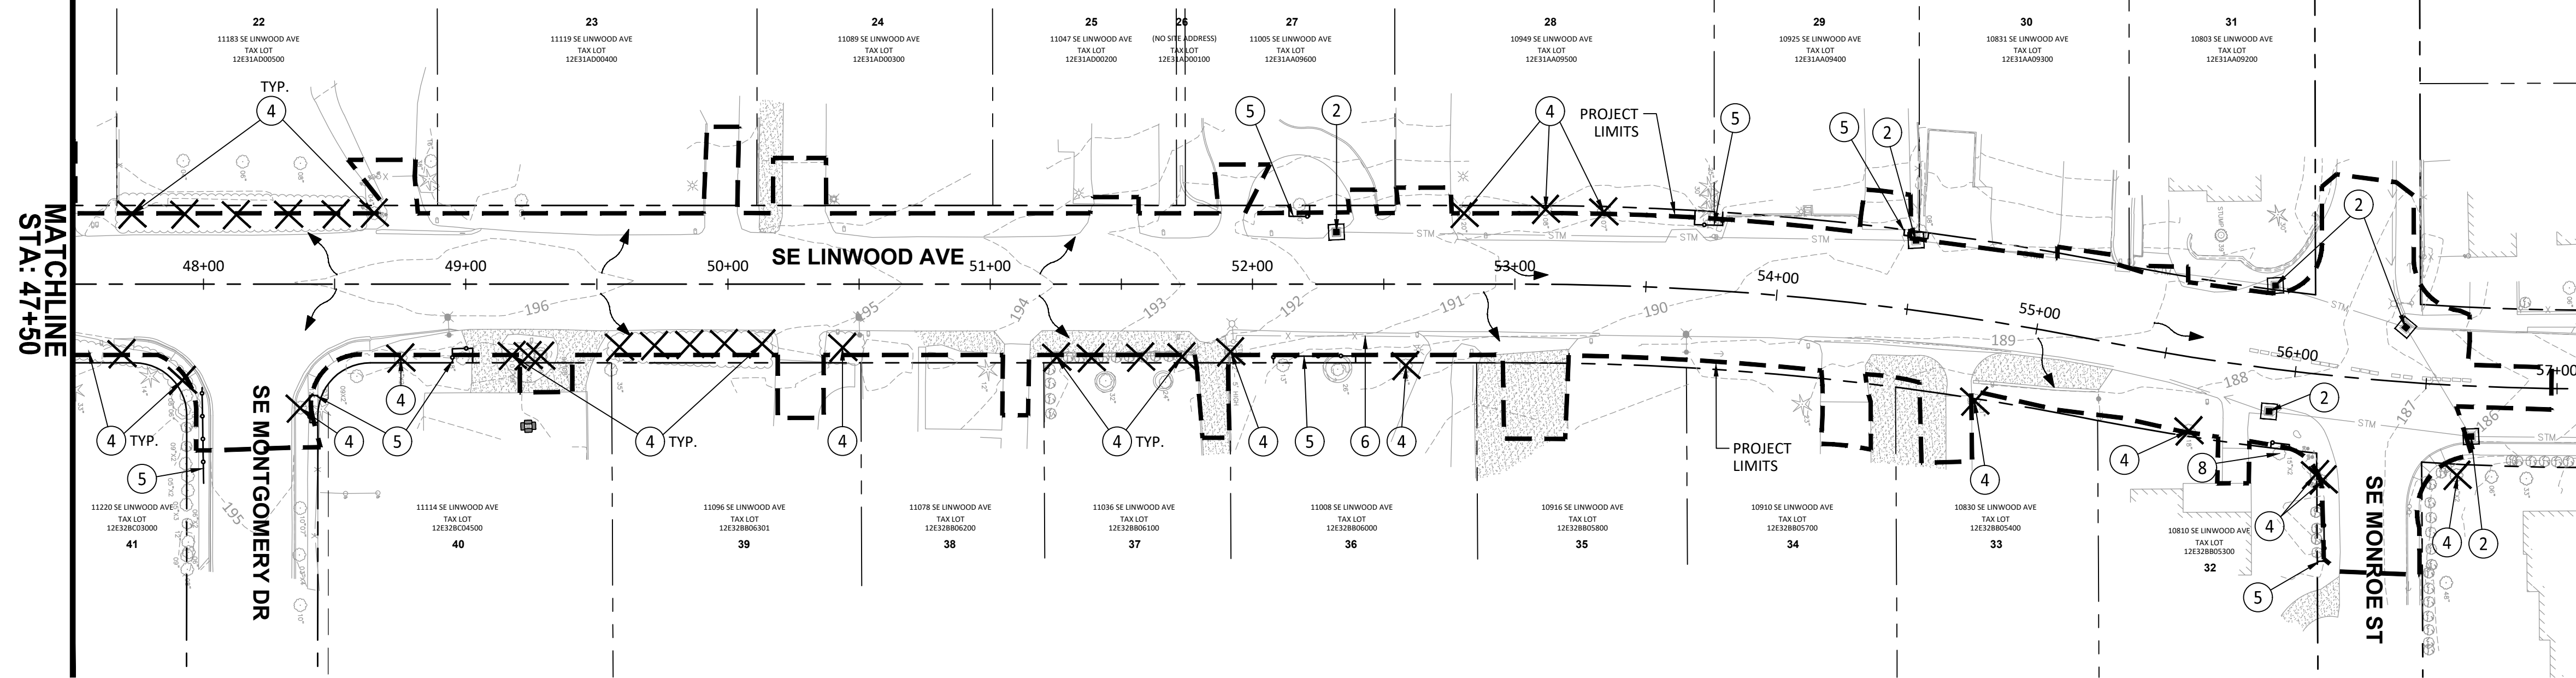 22
11183 SE LINWOOD AVE
TAX LOT
12E31AD00500
23
11119 SE LINWOOD AVE
TAX LOT
12E31AD00400
24
11089 SE LINWOOD AVE
TAX LOT
12E31AD00300
25
11047 SE LINWOOD AVE
TAX LOT
12E31AD00200
26
(NO SITE ADDRESS)
TAX LOT
12E31AD00100
27
11005 SE LINWOOD AVE
TAX LOT
12E31AA09600
28
10949 SE LINWOOD AVE
TAX LOT
12E31AA09500
29
10925 SE LINWOOD AVE
TAX LOT
12E31AA09400
30
10831 SE LINWOOD AVE
TAX LOT
12E31AA09300
31
10803 SE LINWOOD AVE
TAX LOT
12E31AA09200
TYP.
4
5
2
4
PROJECT
LIMITS
5
5
2
2
MATCHLINE
STA: 47+50
SE LINWOOD AVE
48+00
49+00
50+00
51+00
52+00
53+00
54+00
55+00
56+00
57+00
STM
STM
STM
STM
STM
STM
STM
STM
STUMP
196
195
194
193
192
191
190
189
188
187
186
195
4 TYP.
5
SE MONTGOMERY DR
4
4
5
4 TYP.
4
4 TYP.
4
5
6
4
5' HIGH
PROJECT
LIMITS
4
4
8
2
4
5
4
2
SE MONROE ST
11220 SE LINWOOD AVE
TAX LOT
12E32BC03000
41
11114 SE LINWOOD AVE
TAX LOT
12E32BC04500
40
11096 SE LINWOOD AVE
TAX LOT
12E32BB06301
39
11078 SE LINWOOD AVE
TAX LOT
12E32BB06200
38
11036 SE LINWOOD AVE
TAX LOT
12E32BB06100
37
11008 SE LINWOOD AVE
TAX LOT
12E32BB06000
36
10916 SE LINWOOD AVE
TAX LOT
12E32BB05800
35
10910 SE LINWOOD AVE
TAX LOT
12E32BB05700
34
10830 SE LINWOOD AVE
TAX LOT
12E32BB05400
33
10810 SE LINWOOD AVE
TAX LOT
12E32BB05300
32